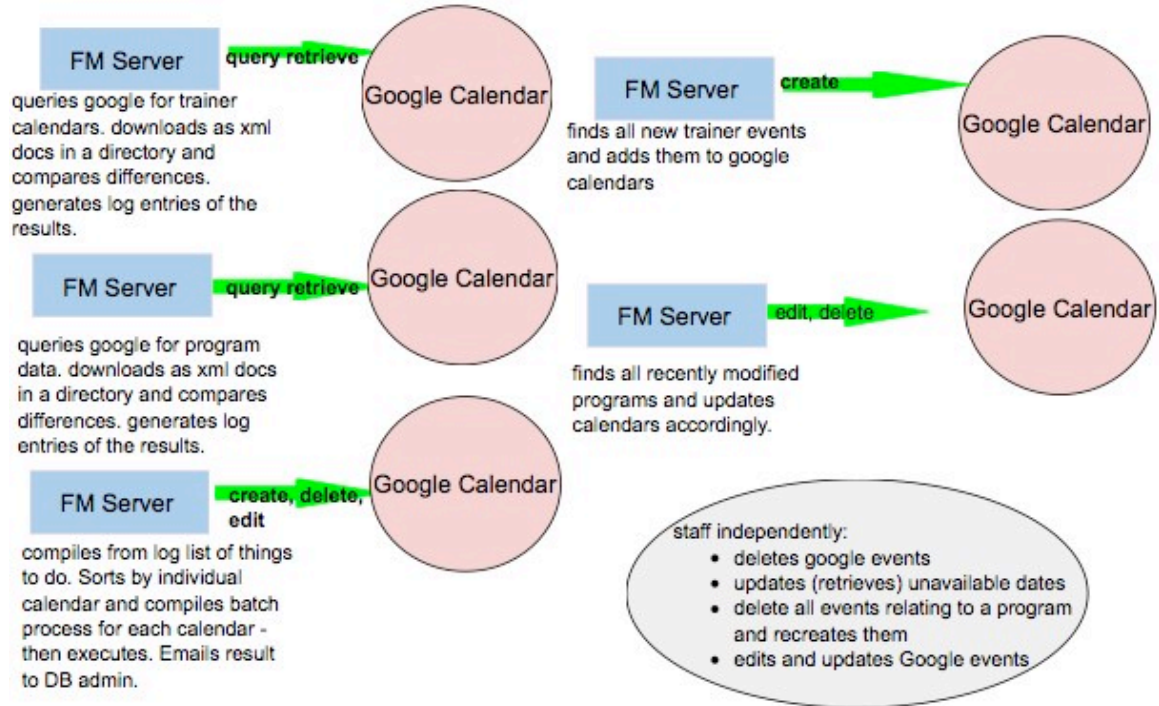 FM Server
query retrieve
Google Calendar
queries google for trainer
calendars. downloads as xml
docs in a directory and
compares differences.
generates log entries of the
results.
FM Server
query retrieve
Google Calendar
queries google for program
data. downloads as xml docs
in a directory and compares
differences. generates log
entries of the results.
FM Server
create, delete,
edit
Google Calendar
compiles from log list of things
to do. Sorts by individual
calendar and compiles batch
process for each calendar -
then executes. Emails result
to DB admin.
FM Server
create
Google Calendar
finds all new trainer events
and adds them to google
calendars
FM Server
edit, delete
Google Calendar
finds all recently modified
programs and updates
calendars accordingly.
staff independently:
• deletes google events
• updates (retrieves) unavailable dates
• delete all events relating to a program
and recreates them
• edits and updates Google events